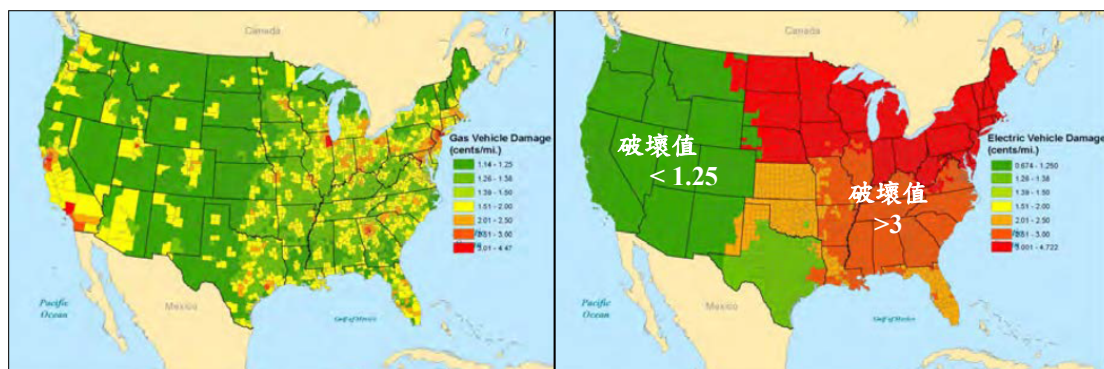 Canada
Gas Vehicle Damage
(cents/mi.)
1.14 - 1.25
1.26 - 1.38
1.39 - 1.50
1.51 - 2.00
2.01 - 2.50
2.51 - 3.00
3.01 - 4.47
Pacific
Ocean
Mexico
Gulf of Mexico
Canada
破壞值
< 1.25
破壞值
>3
Electric Vehicle Damage
(cents/mi.)
0.674 - 1.250
1.26 - 1.38
1.39 - 1.50
1.51 - 2.00
2.01 - 2.50
2.51 - 3.00
3.001 - 4.722
Pacific
Ocean
Mexico
Gulf of Mexico